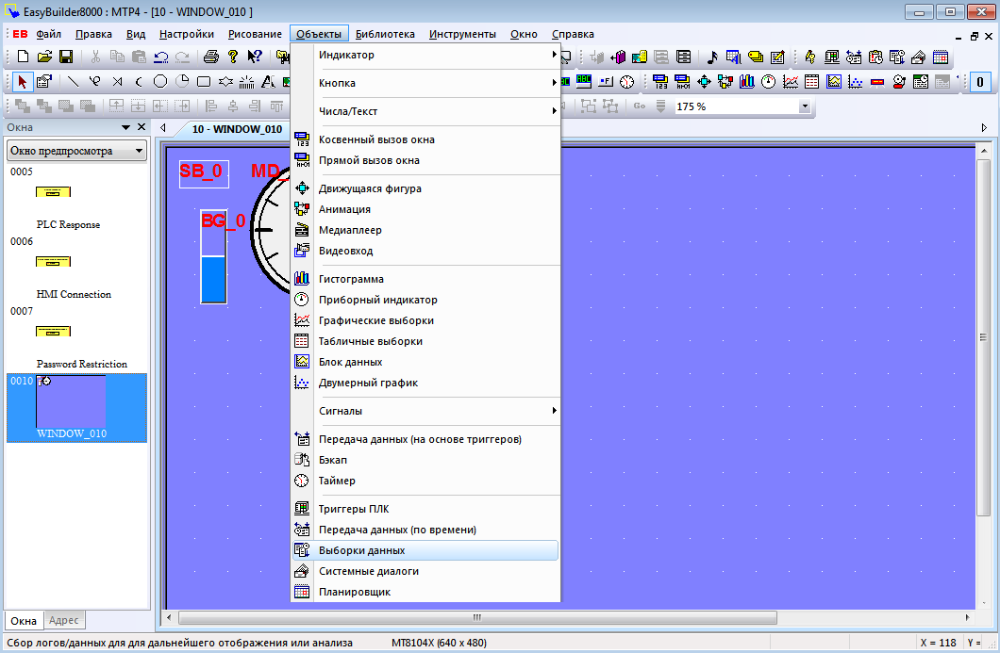 EasyBuilder8000 : MTP4 - [10 - WINDOW_010 ]
EB Файл Правка Вид Настройки Рисование Объекты Библиотека Инструменты Окно Справка
A
ABC
0
Go 175 %
Окна
10 - WINDOW_010
Окно предпросмотра
0005
PLC Response
0006
HMI Connection
0007
Password Restriction
0010
WINDOW_010
SB_0
MD_
BG_0
Индикатор
Кнопка
Числа/Текст
Косвенный вызов окна
Прямой вызов окна
Движущаяся фигура
Анимация
Медиаплеер
Видеовход
Гистограмма
Приборный индикатор
Графические выборки
Табличные выборки
Блок данных
Двумерный график
Сигналы
Передача данных (на основе триггеров)
Бэкап
Таймер
Триггеры ПЛК
Передача данных (по времени)
Выборки данных
Системные диалоги
Планировщик
Окна Адрес
Сбор логов/данных для для дальнейшего отображения или анализа
MT8104X (640 x 480)
X = 118 Y =